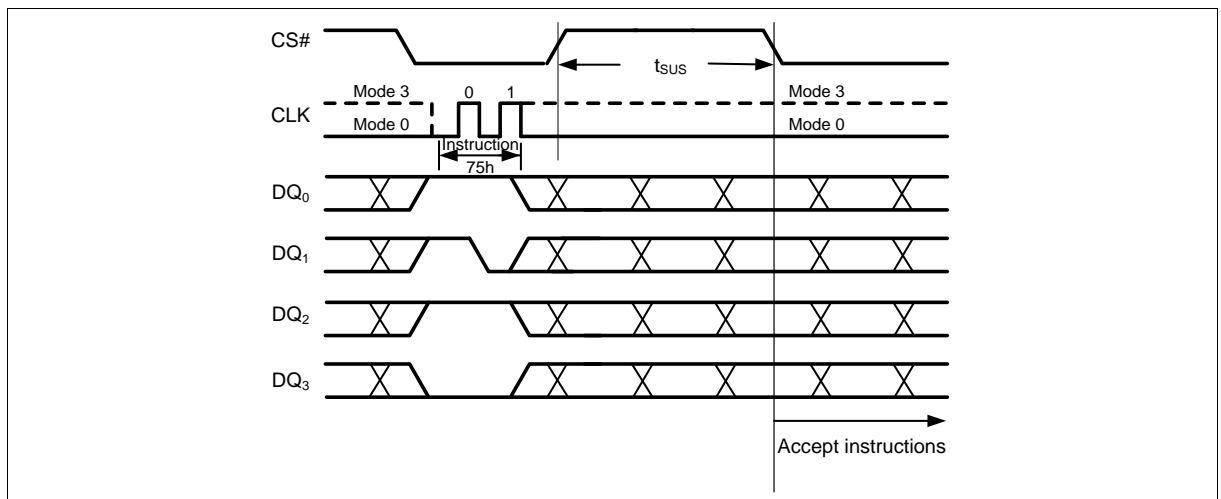 CS#
tSUS
Mode 3 0 1 Mode 3
CLK
Mode 0 Mode 0
Instruction
75h
DQ0
DQ1
DQ2
DQ3
Accept instructions